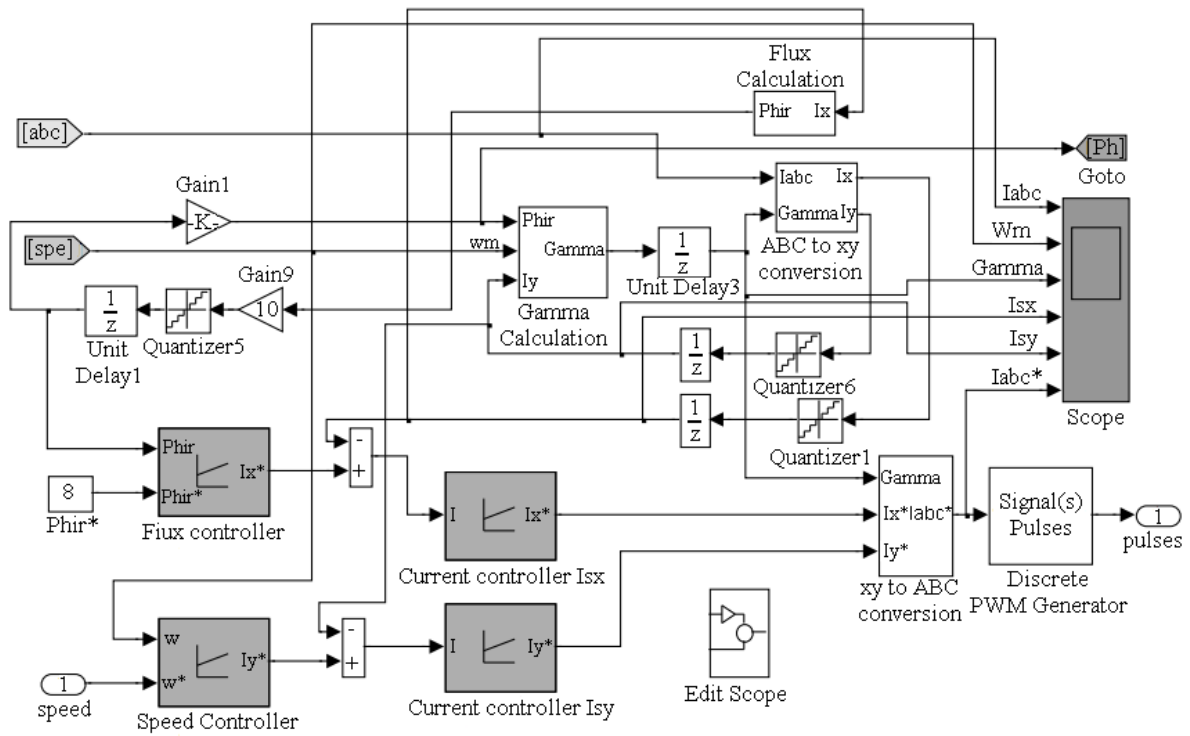 Flux
Calculation
Phir Ix
[abc]
[Ph]
Goto
Gain1
-K-
Iabc Ix
Gamma Iy
ABC to xy
conversion
Iabc
Wm
Gamma
Isx
Isy
Iabc*
Scope
[spe]
wm
Phir
Gamma
Iy
Gamma
Calculation
1
z
Unit Delay3
Gain9
10
1
z
Unit
Delay1
Quantizer5
1
z
Quantizer6
1
z
Quantizer1
Phir
Ix*
Phir*
Fiux controller
8
Phir*
-
+
I Ix*
Current controller Isx
Gamma
Ix* Iabc*
Iy*
xy to ABC
conversion
Signal(s)
Pulses
Discrete
PWM Generator
1
pulses
w
Iy*
w*
Speed Controller
1
speed
-
+
I Iy*
Current controller Isy
Edit Scope